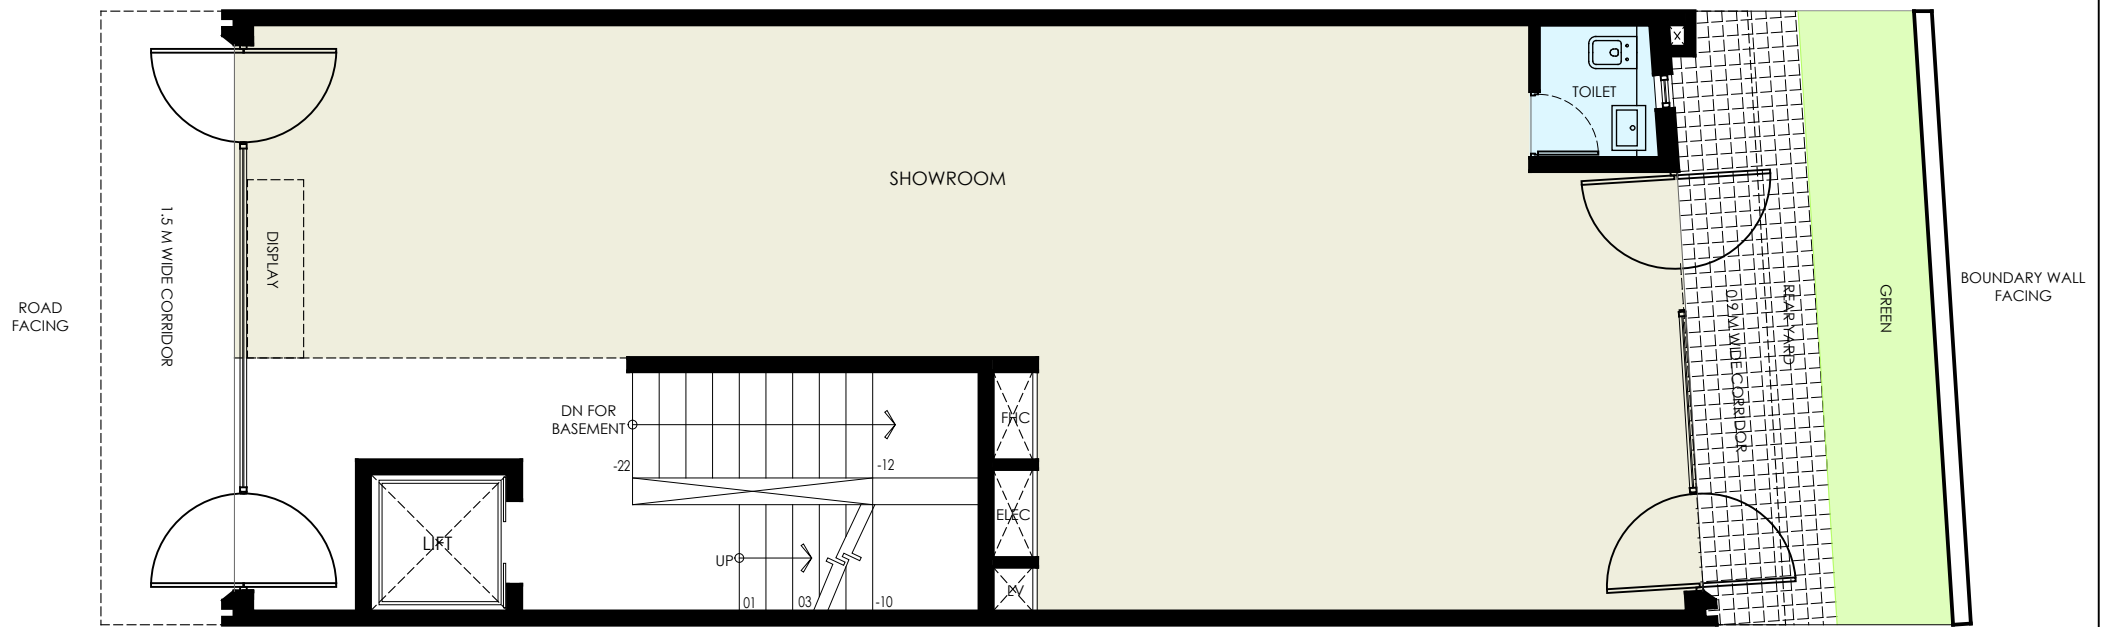 ROAD
FACING
1.5 M WIDE CORRIDOR
DISPLAY
SHOWROOM
TOILET
X
DN FOR
BASEMENT
-22
-12
LIFT
UP
01
03
-10
FHC
ELEC
LV
0.9 M WIDE CORRIDOR
REAR YARD
GREEN
BOUNDARY WALL
FACING